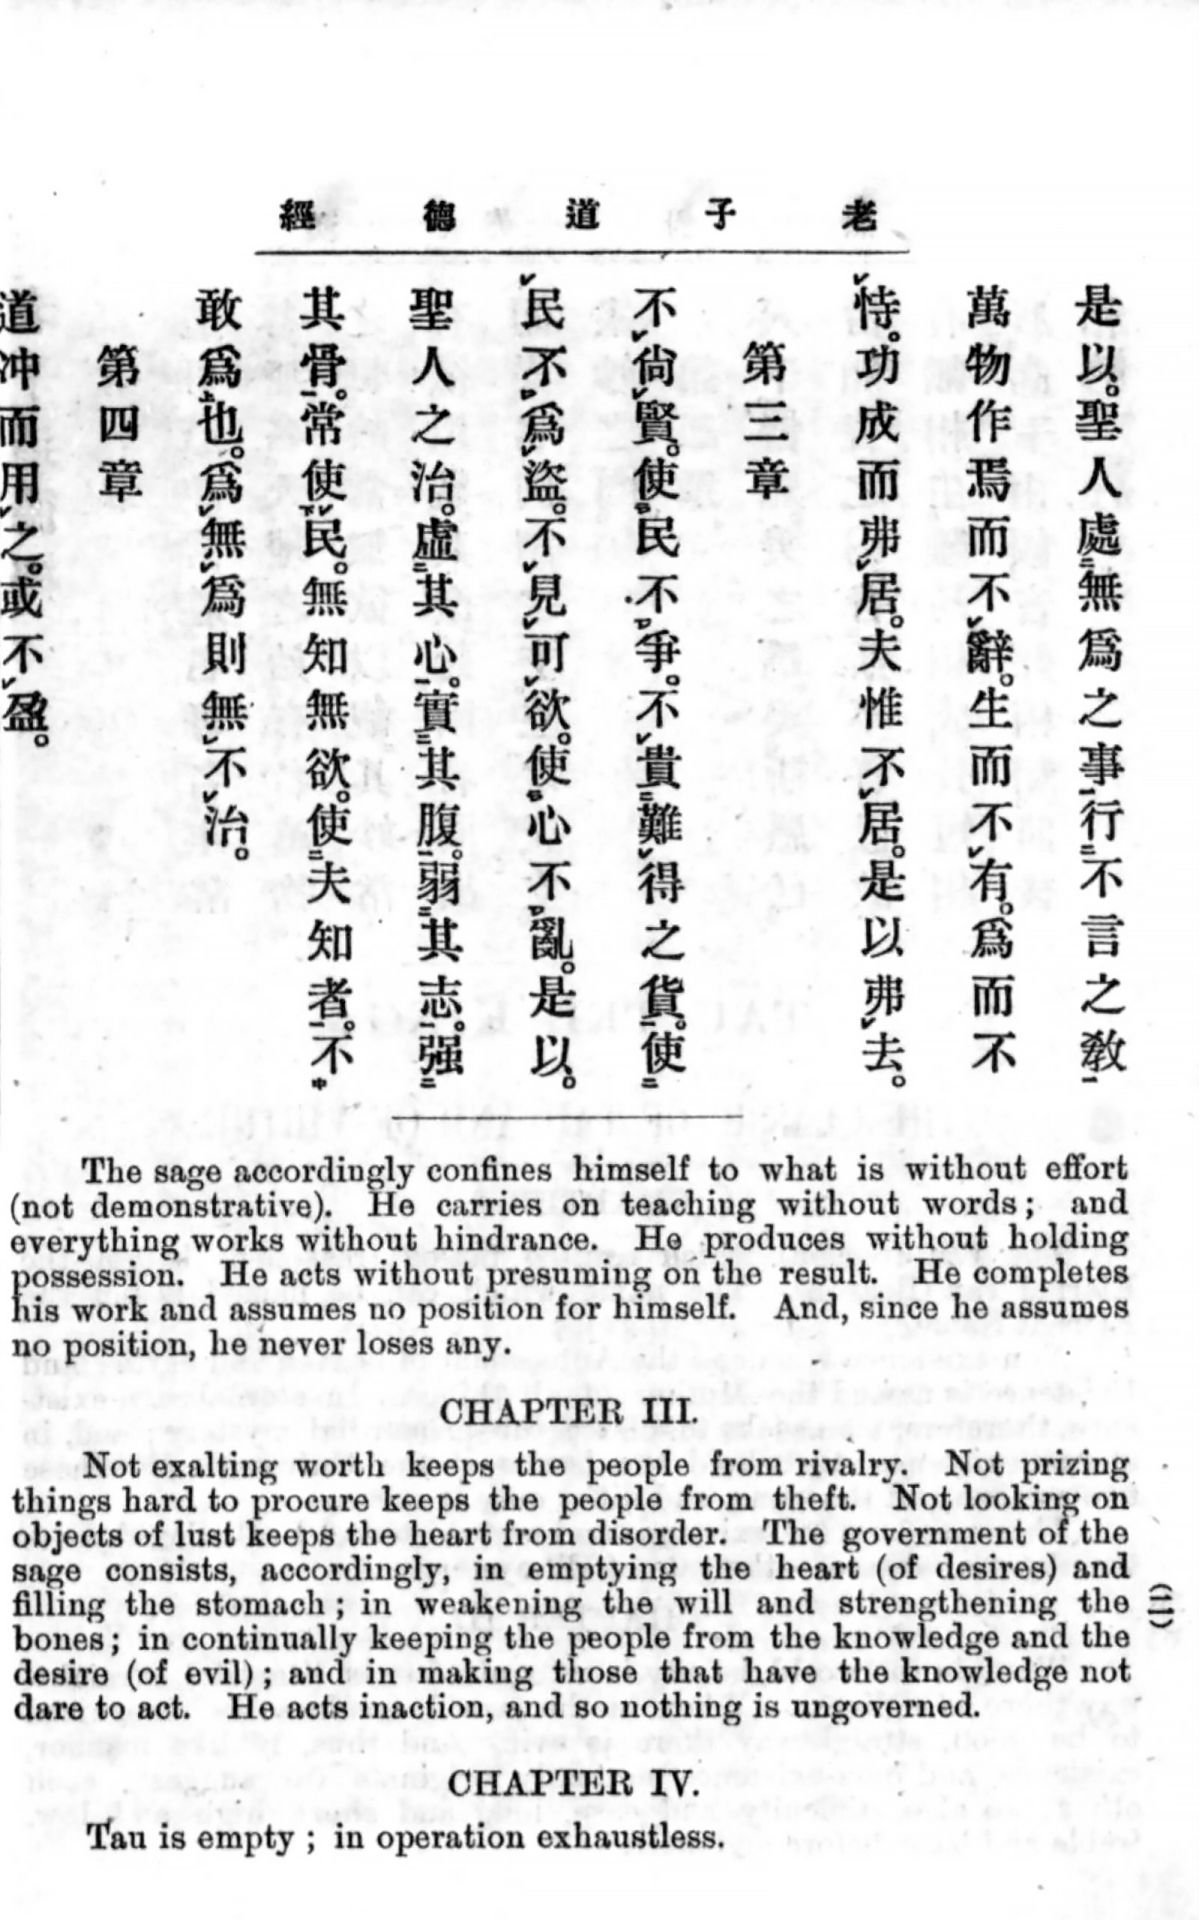 老子道德經
是以。聖人處無爲之事行不言之敎
萬物作焉而不辭。生而不有。爲而不
恃。功成而弗居。夫惟不居。是以弗去。
第三章
不尙賢。使民不爭。不貴難得之貨。使
民不爲盜。不見可欲。使心不亂。是以。
聖人之治。虛其心。實其腹。弱其志。强
其骨。常使民。無知無欲。使夫知者。不
敢爲也。爲無爲則無不治。
第四章
道冲而用之。或不盈。
The sage accordingly confines himself to what is without effort
(not demonstrative). He carries on teaching without words; and
everything works without hindrance. He produces without holding
possession. He acts without presuming on the result. He completes
his work and assumes no position for himself. And, since he assumes
no position, he never loses any.
CHAPTER III.
Not exalting worth keeps the people from rivalry. Not prizing
things hard to procure keeps the people from theft. Not looking on
objects of lust keeps the heart from disorder. The government of the
sage consists, accordingly, in emptying the heart (of desires) and
filling the stomach; in weakening the will and strengthening the
bones; in continually keeping the people from the knowledge and the
desire (of evil); and in making those that have the knowledge not
dare to act. He acts inaction, and so nothing is ungoverned.
CHAPTER IV.
Tau is empty; in operation exhaustless.